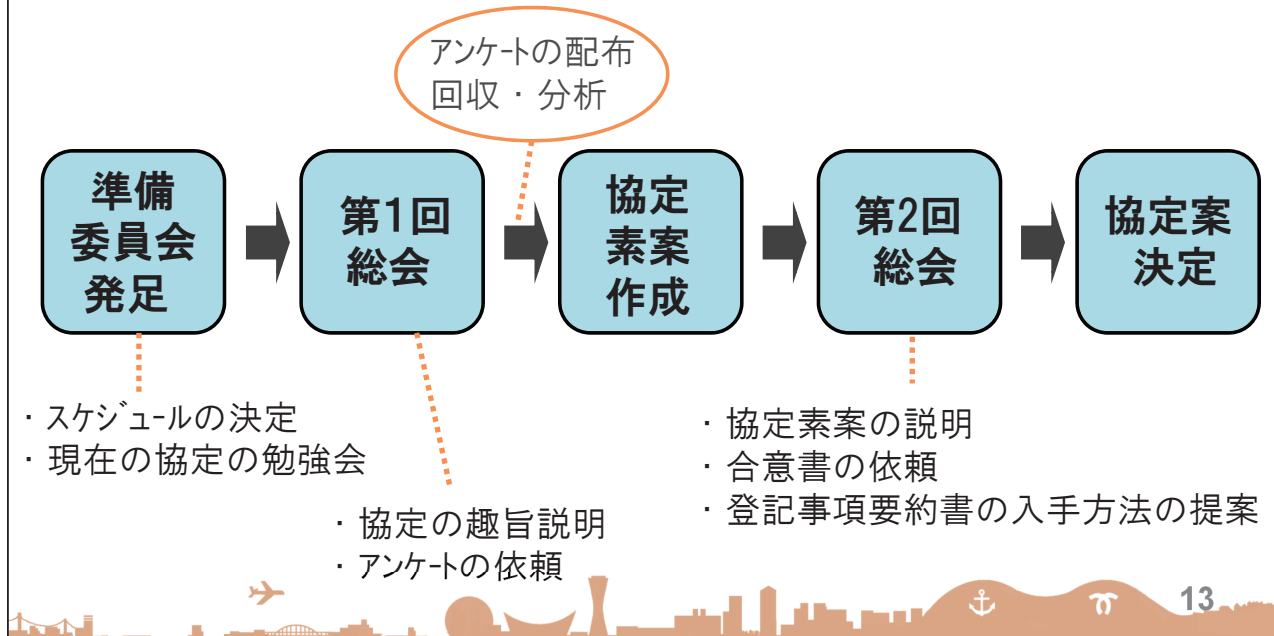 アンケートの配布
回収・分析
準備
委員会
発足
第1回
総会
協定
素案
作成
第2回
総会
協定案
決定
・スケジュールの決定
・現在の協定の勉強会
・協定の趣旨説明
・アンケートの依頼
・協定素案の説明
・合意書の依頼
・登記事項要約書の入手方法の提案
13